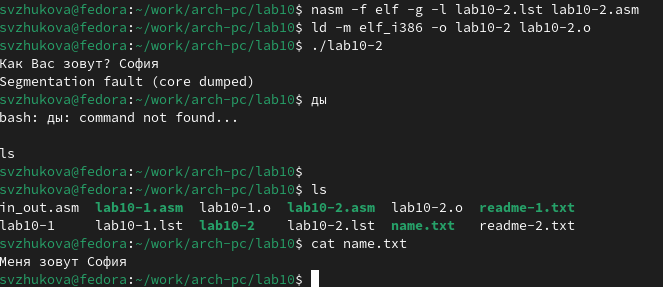 svzhukova@fedora:~/work/arch-pc/lab10$ nasm -f elf -g -l lab10-2.lst lab10-2.asm
svzhukova@fedora:~/work/arch-pc/lab10$ ld -m elf_i386 -o lab10-2 lab10-2.o
svzhukova@fedora:~/work/arch-pc/lab10$ ./lab10-2
Как Вас зовут? София
Segmentation fault (core dumped)
svzhukova@fedora:~/work/arch-pc/lab10$ ды
bash: ды: command not found...
ls
svzhukova@fedora:~/work/arch-pc/lab10$
svzhukova@fedora:~/work/arch-pc/lab10$ ls
in_out.asm lab10-1.asm lab10-1.o lab10-2.asm lab10-2.o readme-1.txt
lab10-1 lab10-1.lst lab10-2 lab10-2.lst name.txt readme-2.txt
svzhukova@fedora:~/work/arch-pc/lab10$ cat name.txt
Меня зовут София
svzhukova@fedora:~/work/arch-pc/lab10$